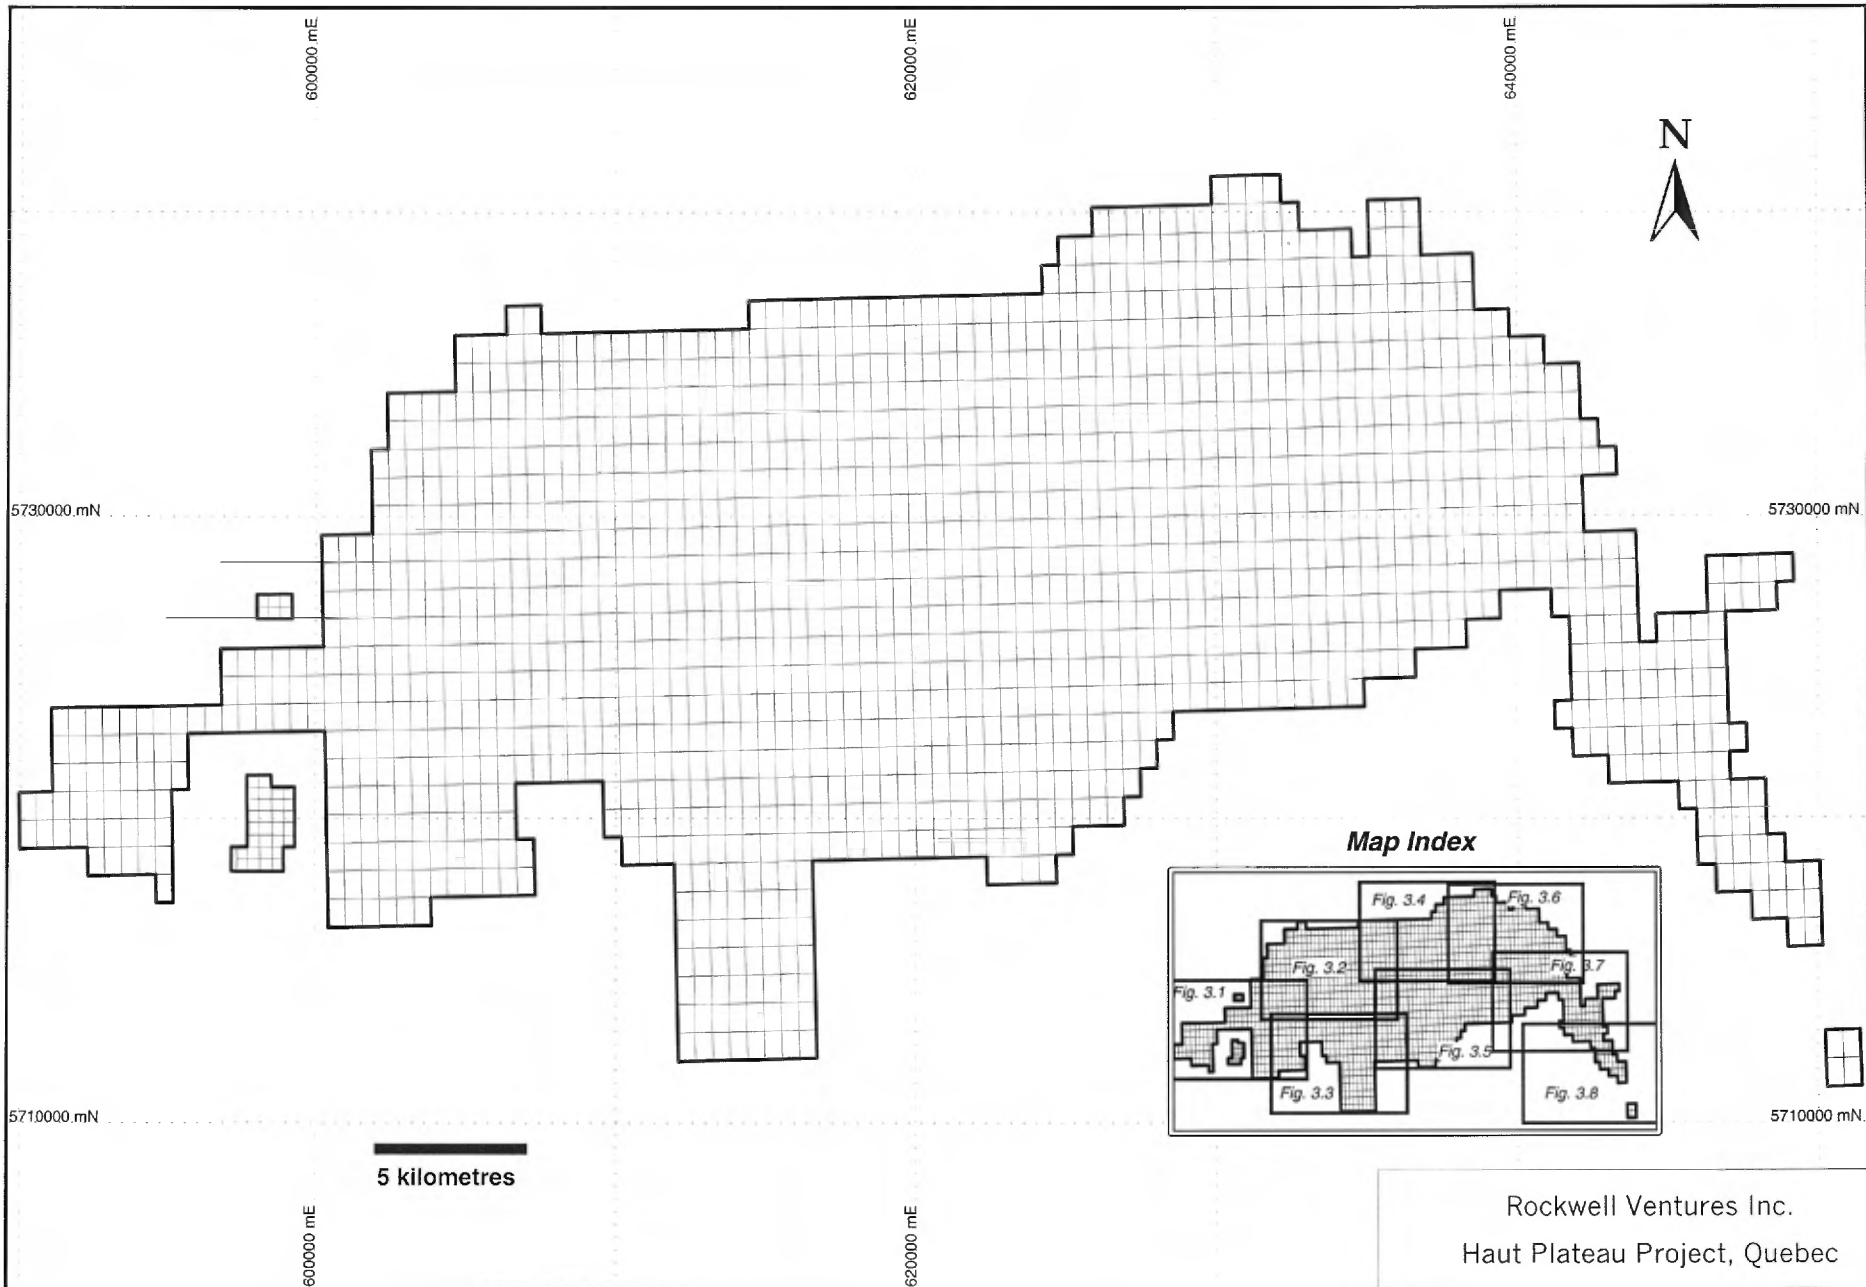 600000 mE
620000 mE
640000 mE
N
5730000 mN
5730000 mN
Map Index
Fig. 3.4
Fig. 3.6
Fig. 3.2
Fig. 3.7
Fig. 3.1
Fig. 3.5
Fig. 3.3
Fig. 3.8
5710000 mN
5710000 mN
5 kilometres
600000 mE
620000 mE
Rockwell Ventures Inc.
Haut Plateau Project, Quebec